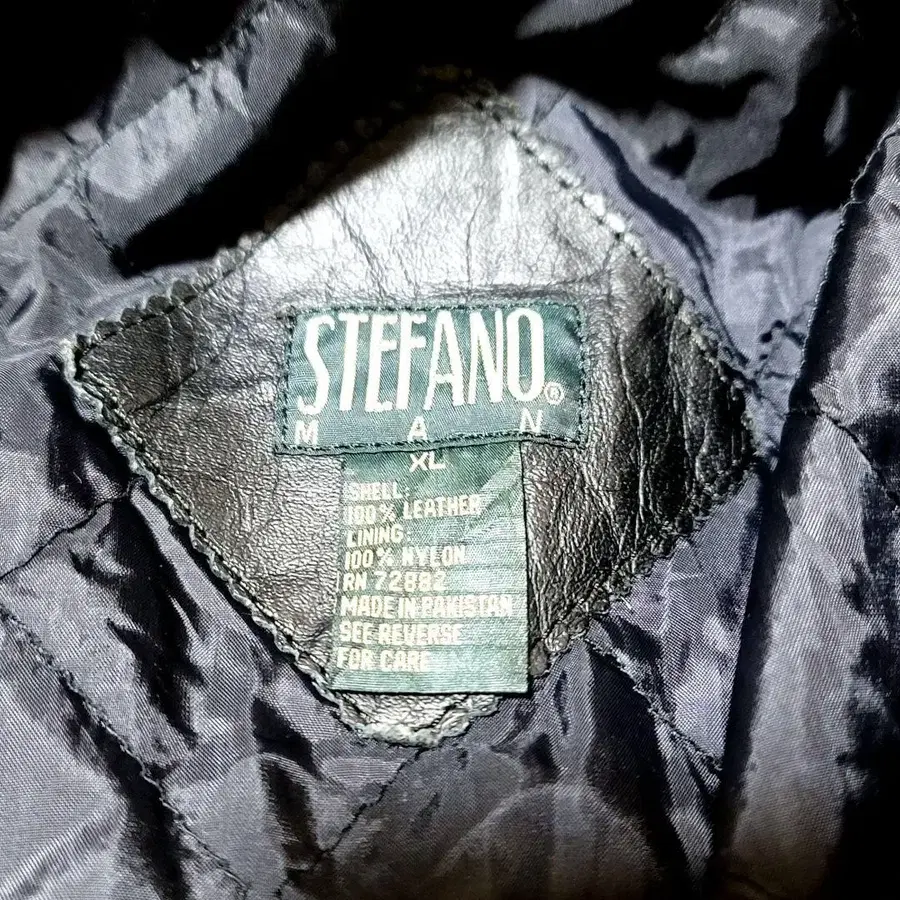 STEFANO®
M A N
XL
SHELL:
100% LEATHER
LINING:
100% NYLON
RN 72882
MADE IN PAKISTAN
SEE REVERSE
FOR CARE